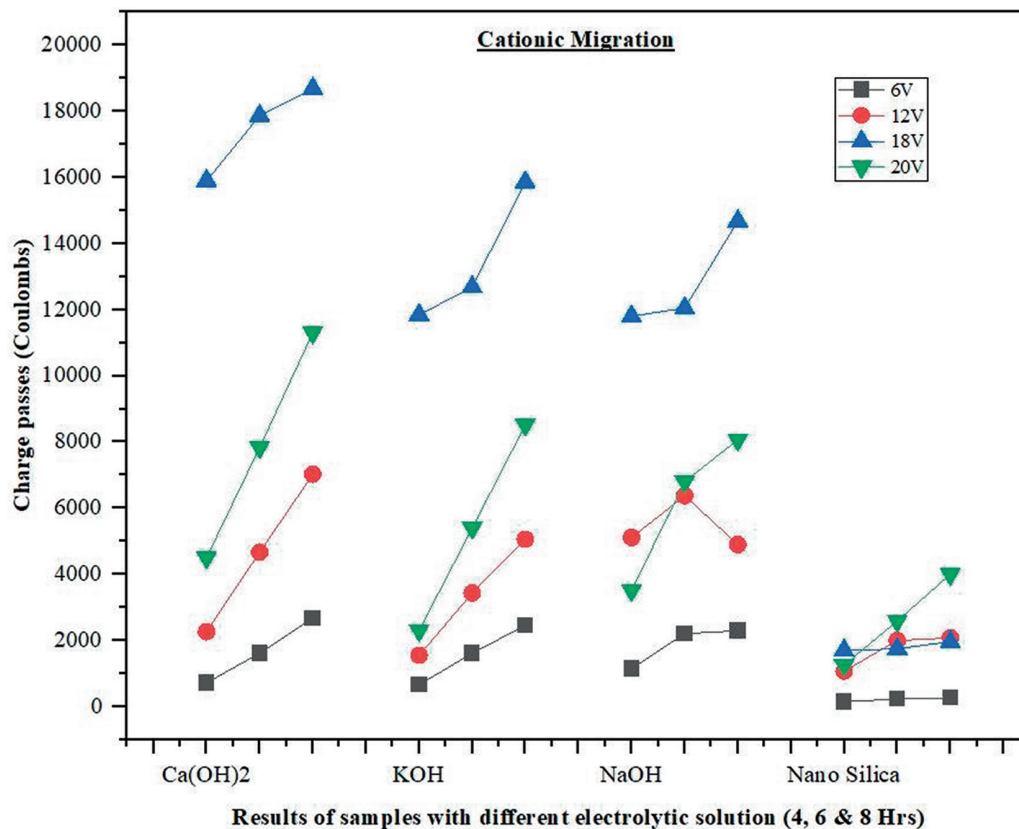 Cationic Migration
6V
12V
18V
20V
20000
18000
16000
14000
12000
10000
8000
6000
4000
2000
0
Charge passes (Coulombs)
Ca(OH)2 KOH NaOH Nano Silica
Results of samples with different electrolytic solution (4, 6 & 8 Hrs)